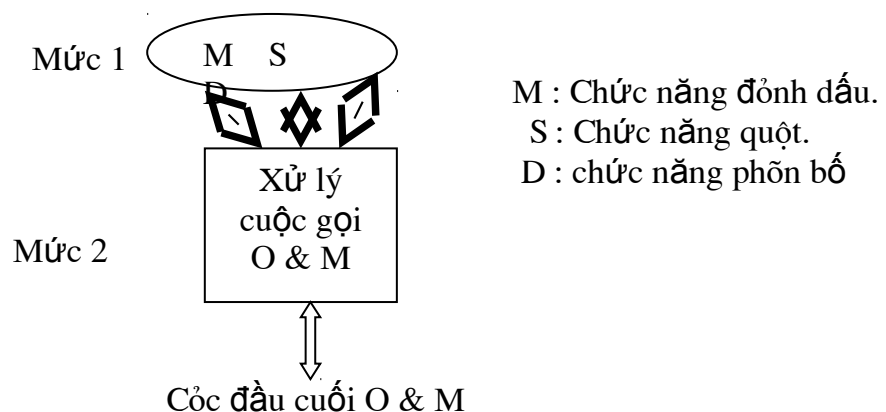 Mức 1
M S
D
M : Chức năng đỏnh dấu.
S : Chức năng quột.
D : chức năng phõn bố
Xử lý
cuộc gọi
O & M
Mức 2
Cỏc đầu cuối O & M